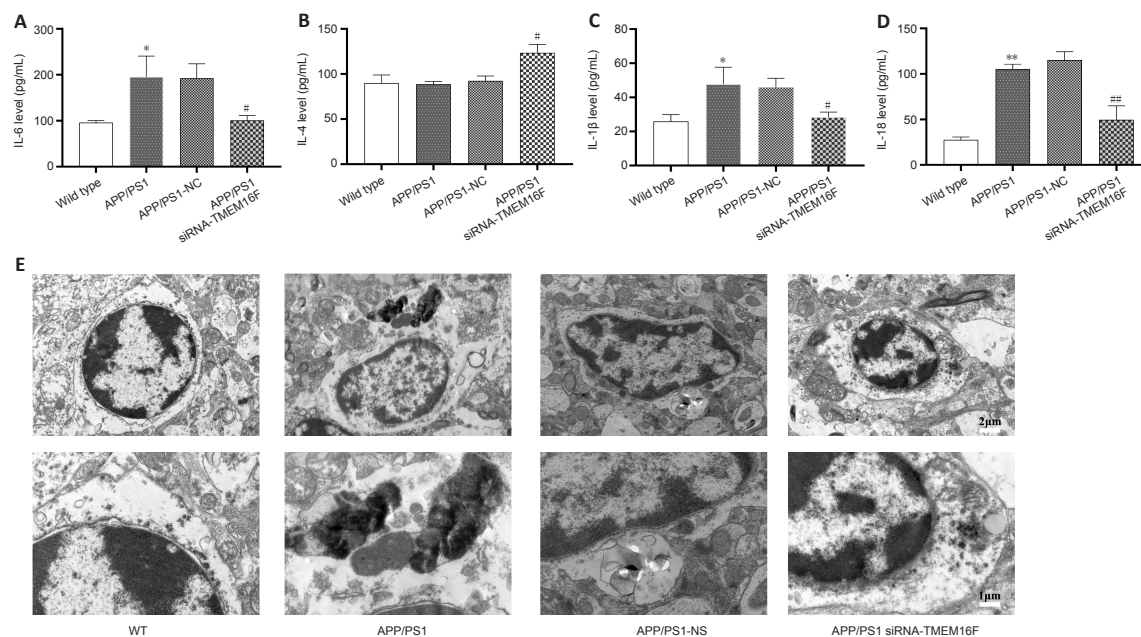 A
IL-6 level (pg/mL)
300
200
100
0
*
#
Wild type
APP/PS1
APP/PS1-NC
APP/PS1
siRNA-TMEM16F
B
IL-4 level (pg/mL)
150
100
50
0
#
Wild type
APP/PS1
APP/PS1-NC
APP/PS1
siRNA-TMEM16F
C
IL-1β level (pg/mL)
80
60
40
20
0
*
#
Wild type
APP/PS1
APP/PS1-NC
APP/PS1
siRNA-TMEM16F
D
IL-18 level (pg/mL)
150
100
50
0
**
##
Wild type
APP/PS1
APP/PS1-NC
APP/PS1
siRNA-TMEM16F
E
2μm
1μm
WT
APP/PS1
APP/PS1-NS
APP/PS1 siRNA-TMEM16F